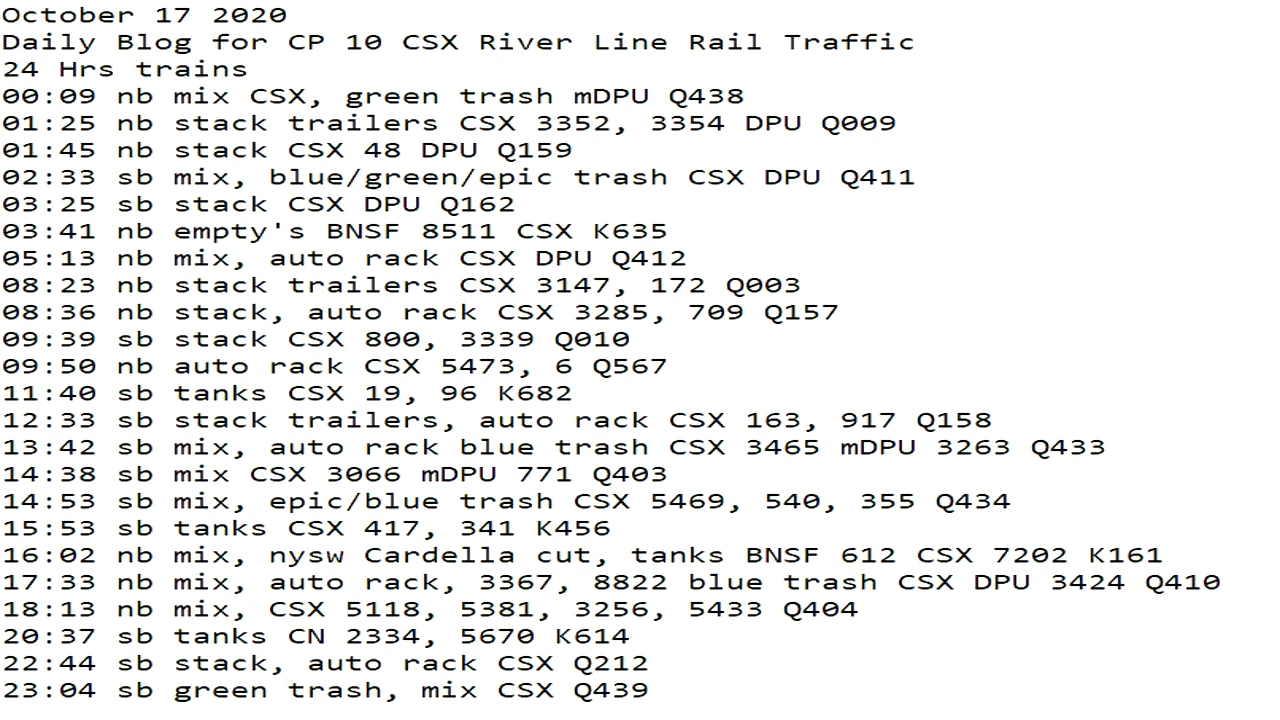 October 17 2020
Daily Blog for CP 10 CSX River Line Rail Traffic
24 Hrs trains
00:09 nb mix CSX, green trash mDPU Q438
01:25 nb stack trailers CSX 3352, 3354 DPU Q009
01:45 nb stack CSX 48 DPU Q159
02:33 sb mix, blue/green/epic trash CSX DPU Q411
03:25 sb stack CSX DPU Q162
03:41 nb empty's BNSF 8511 CSX K635
05:13 nb mix, auto rack CSX DPU Q412
08:23 nb stack trailers CSX 3147, 172 Q003
08:36 nb stack, auto rack CSX 3285, 709 Q157
09:39 sb stack CSX 800, 3339 Q010
09:50 nb auto rack CSX 5473, 6 Q567
11:40 sb tanks CSX 19, 96 K682
12:33 sb stack trailers, auto rack CSX 163, 917 Q158
13:42 sb mix, auto rack blue trash CSX 3465 mDPU 3263 Q433
14:38 sb mix CSX 3066 mDPU 771 Q403
14:53 sb mix, epic/blue trash CSX 5469, 540, 355 Q434
15:53 sb tanks CSX 417, 341 K456
16:02 nb mix, nysw Cardella cut, tanks BNSF 612 CSX 7202 K161
17:33 nb mix, auto rack, 3367, 8822 blue trash CSX DPU 3424 Q410
18:13 nb mix, CSX 5118, 5381, 3256, 5433 Q404
20:37 sb tanks CN 2334, 5670 K614
22:44 sb stack, auto rack CSX Q212
23:04 sb green trash, mix CSX Q439